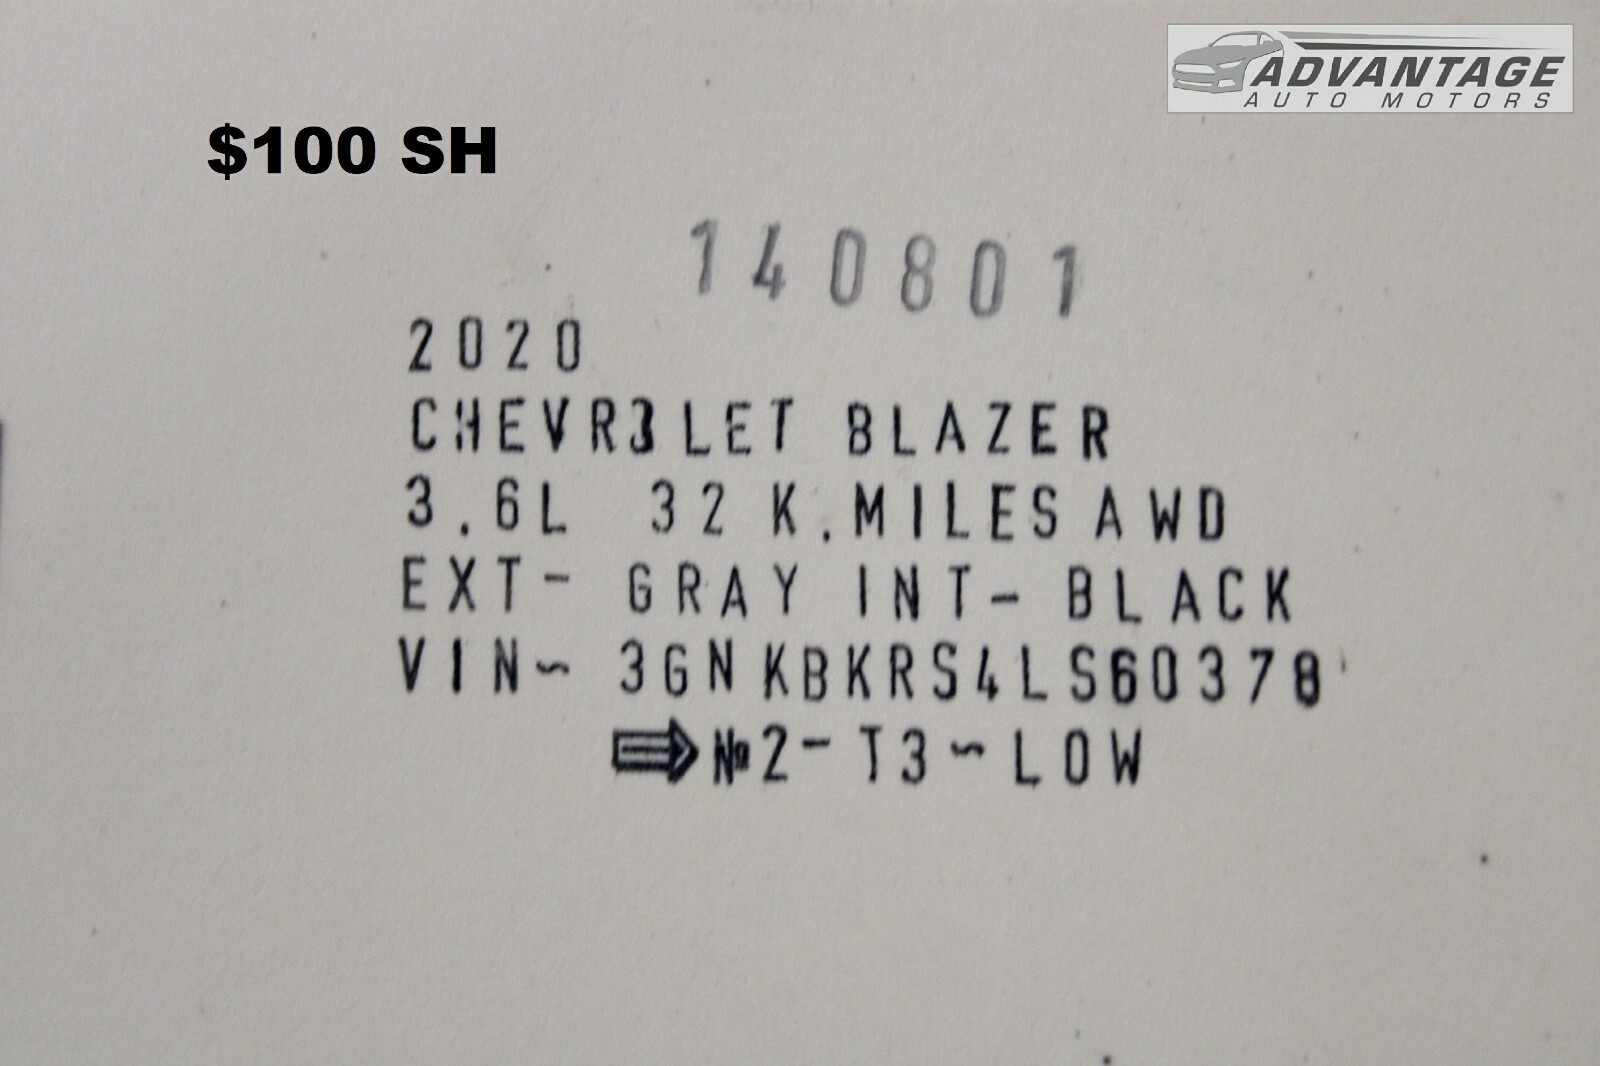 ADVANTAGE
AUTO MOTORS
$100 SH
140801
2020
CHEVR3LET BLAZER
3.6L 32 K.MILES AWD
EXT- GRAY INT- BLACK
VIN~ 3GNKBKRS4LS60378
⇒ №2-T3~LOW